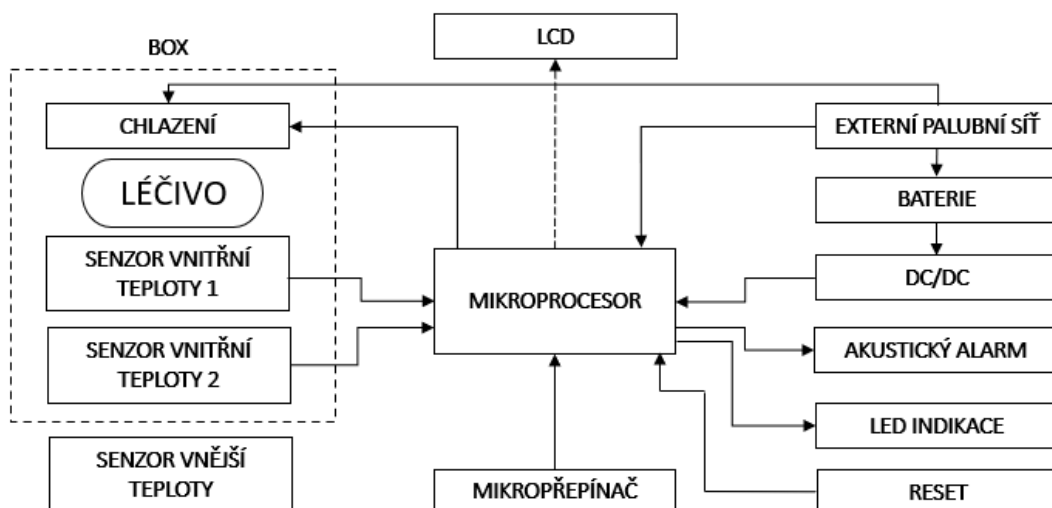 LCD
BOX
CHLAZENÍ
EXTERNÍ PALUBNÍ SÍŤ
LÉČIVO
BATERIE
SENZOR VNITŘNÍ
TEPLOTY 1
MIKROPROCESOR
DC/DC
SENZOR VNITŘNÍ
TEPLOTY 2
AKUSTICKÝ ALARM
LED INDIKACE
SENZOR VNĚJŠÍ
TEPLOTY
MIKROPŘEPÍNAČ
RESET